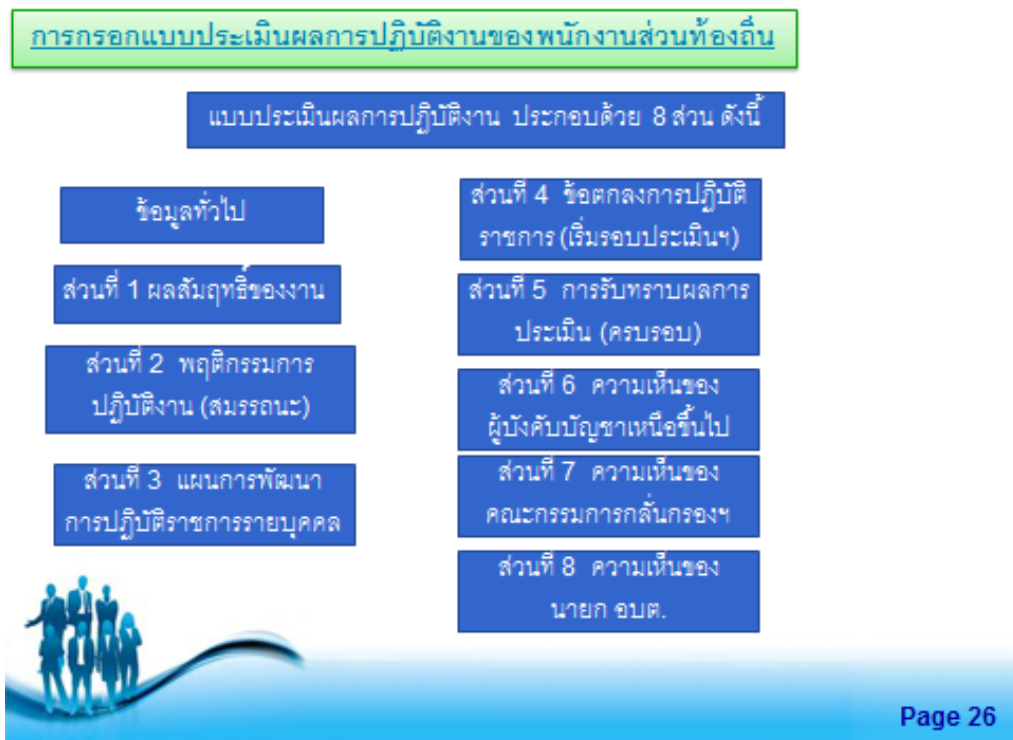 การกรอกแบบประเมินผลการปฏิบัติงานของพนักงานส่วนท้องถิ่น
แบบประเมินผลการปฏิบัติงาน ประกอบด้วย 8 ส่วน ดังนี้
ข้อมูลทั่วไป
ส่วนที่ 1 ผลสัมฤทธิ์ของงาน
ส่วนที่ 2 พฤติกรรมการ
ปฏิบัติงาน (สมรรถนะ)
ส่วนที่ 3 แผนการพัฒนา
การปฏิบัติราชการรายบุคคล
ส่วนที่ 4 ข้อตกลงการปฏิบัติ
ราชการ (เริ่มรอบประเมินฯ)
ส่วนที่ 5 การรับทราบผลการ
ประเมิน (ครบรอบ)
ส่วนที่ 6 ความเห็นของ
ผู้บังคับบัญชาเหนือขึ้นไป
ส่วนที่ 7 ความเห็นของ
คณะกรรมการกลั่นกรองฯ
ส่วนที่ 8 ความเห็นของ
นายก อบต.
Page 26